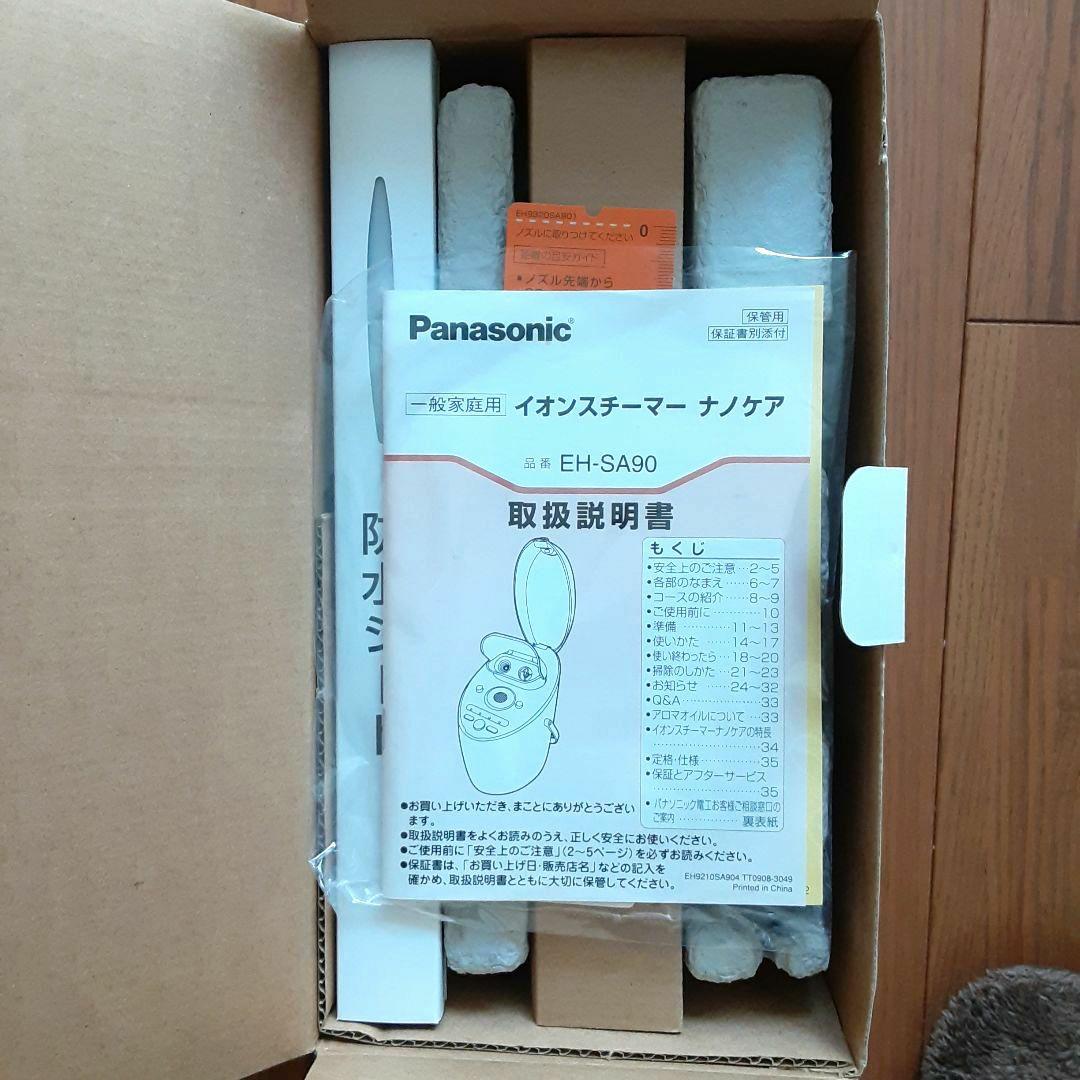 EH9320SA901
ノズルに取りつけてください 0
距離の目安ガイド
・ノズル先端から
Panasonic®
保管用
保証書別添付
一般家庭用 イオンスチーマー ナノケア
品番 EH-SA90
取扱説明書
もくじ
・安全上のご注意…2〜5
・各部のなまえ……6〜7
・コースの紹介……8〜9
・ご使用前に…………10
・準備…………11〜13
・使いかた……14〜17
・使い終わったら…18〜20
・掃除のしかた…21〜23
・お知らせ……24〜32
・Q&A……………33
・アロマオイルについて…33
・イオンスチーマーナノケアの特長
……………………34
・定格・仕様……………35
・保証とアフターサービス
……………………35
・パナソニック電工お客様ご相談窓口の
ご案内……………裏表紙
●お買い上げいただき、まことにありがとうござい
ます。
●取扱説明書をよくお読みのうえ、正しく安全にお使いください。
●ご使用前に「安全上のご注意」(2〜5ページ)を必ずお読みください。
●保証書は、「お買い上げ日・販売店名」などの記入を
確かめ、取扱説明書とともに大切に保管してください。
EH9210SA904 TT0908-3049
Printed in China
2
防水シート